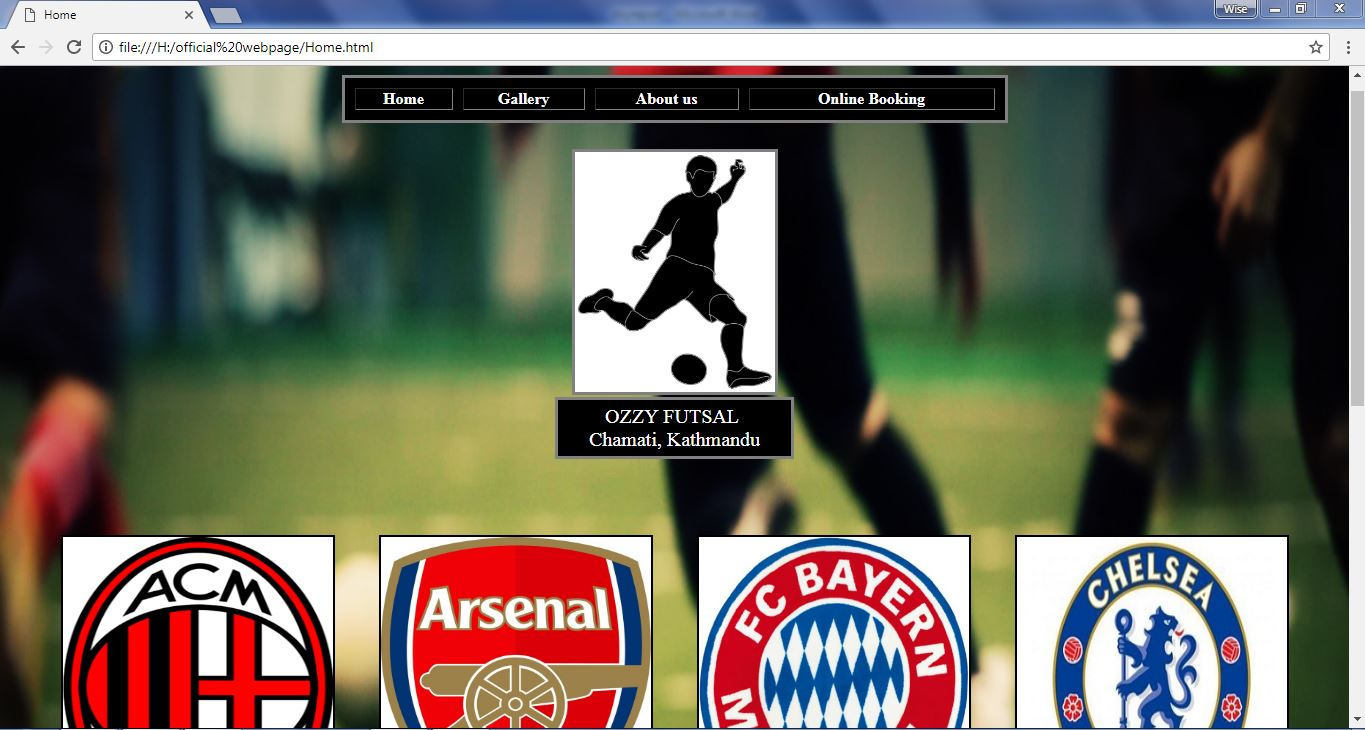 Home
Wise
file:///H:/official%20webpage/Home.html
Home Gallery About us Online Booking
OZZY FUTSAL
Chamati, Kathmandu
ACM
Arsenal
FC BAYERN
CHELSEA